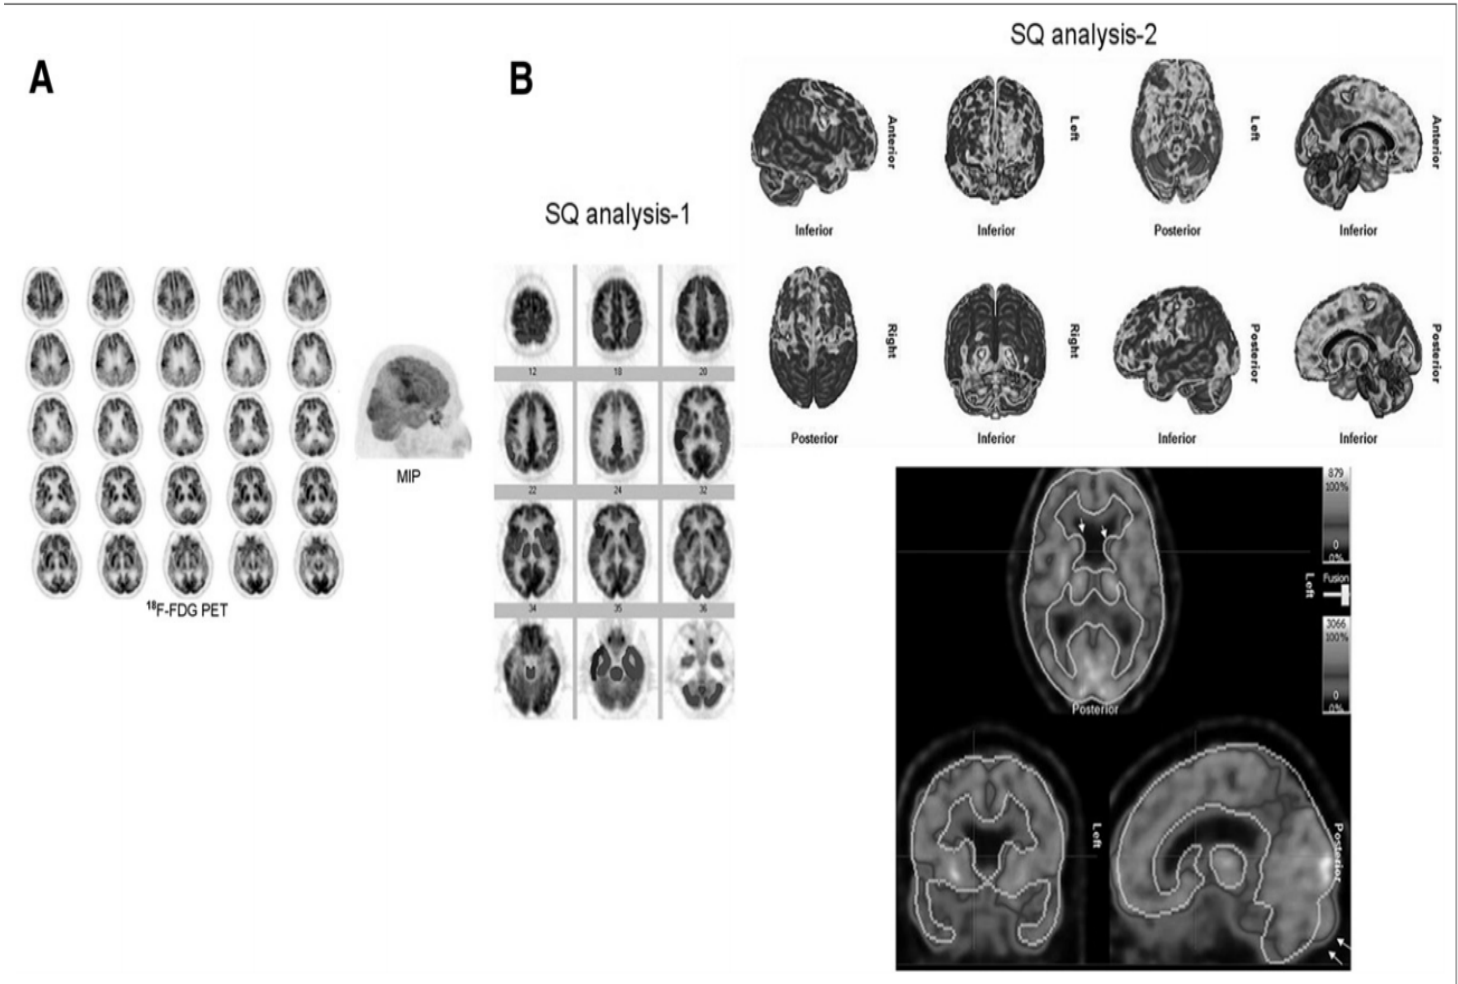 A
¹⁸F-FDG PET
MIP
B
SQ analysis-1
12
18
20
22
24
32
34
35
36
SQ analysis-2
Anterior
Inferior
Left
Inferior
Left
Posterior
Anterior
Inferior
Right
Posterior
Right
Inferior
Posterior
Inferior
Posterior
Inferior
879
100%
0
0%
Left
Fusion
3066
100%
0
0%
Posterior
Left
Posterior